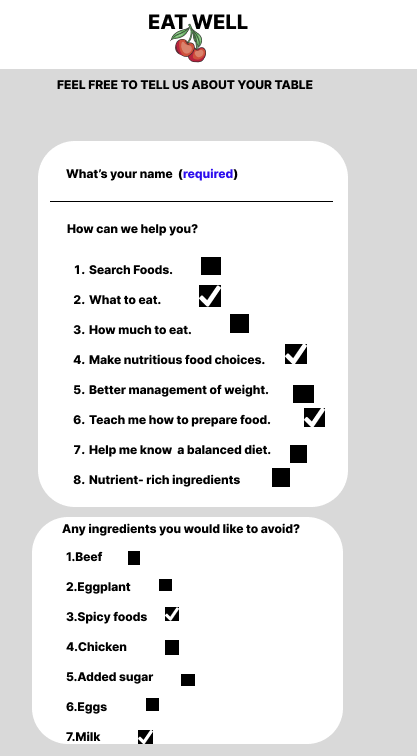 EAT WELL
FEEL FREE TO TELL US ABOUT YOUR TABLE
What's your name (required)
How can we help you?
1. Search Foods.
2. What to eat.
3. How much to eat.
4. Make nutritious food choices.
5. Better management of weight.
6. Teach me how to prepare food.
7. Help me know a balanced diet.
8. Nutrient- rich ingredients
Any ingredients you would like to avoid?
1.Beef
2.Eggplant
3.Spicy foods
4.Chicken
5.Added sugar
6.Eggs
7.Milk